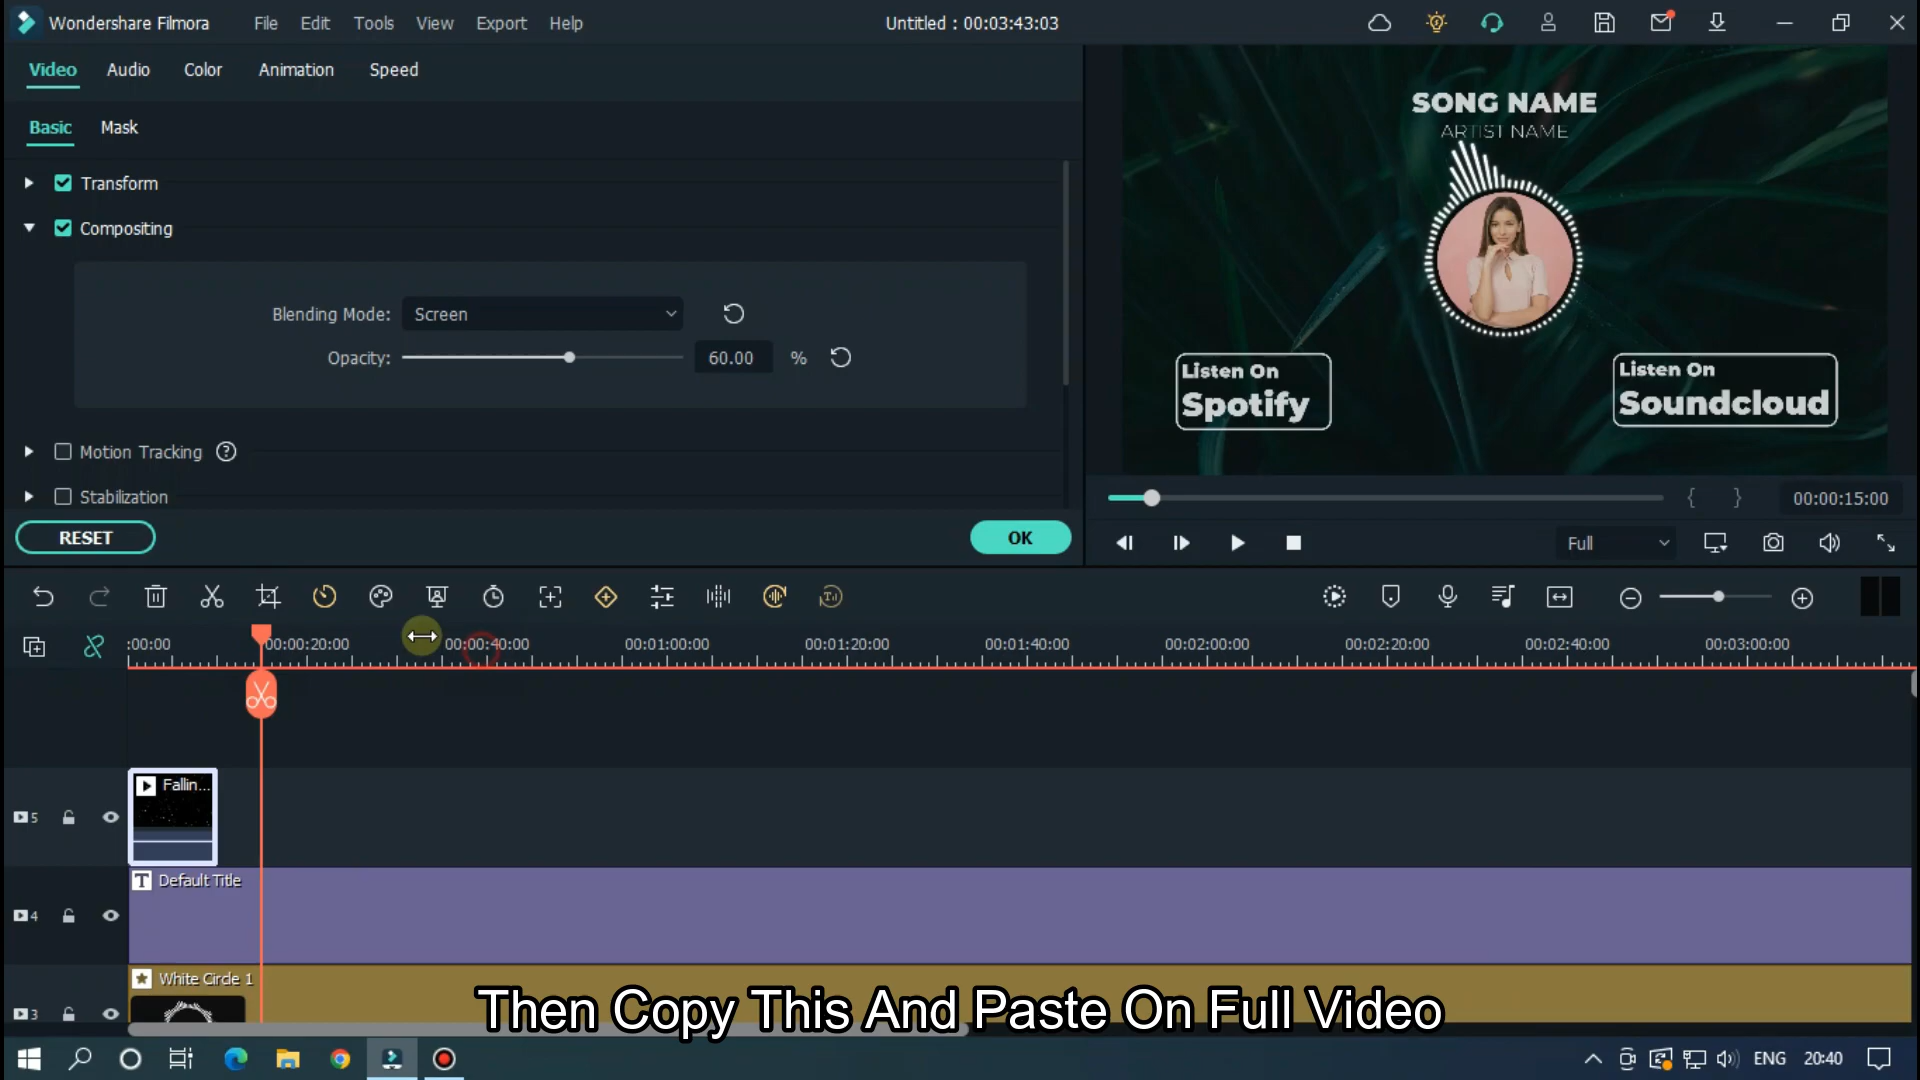 Wondershare Filmora
File Edit Tools View Export Help
Untitled : 00:03:43:03
Video Audio Color Animation Speed
Basic Mask
Transform
Compositing
Blending Mode: Screen
Opacity: 60.00 %
Motion Tracking ?
Stabilization
RESET OK
SONG NAME
ARTIST NAME
Listen On
Spotify
Listen On
Soundcloud
{ } 00:00:15:00
Full
:00:00 00:00:20:00 00:00:40:00 00:01:00:00 00:01:20:00 00:01:40:00 00:02:00:00 00:02:20:00 00:02:40:00 00:03:00:00
5
Fallin...
4
T Default Title
3
White Circle 1
Then Copy This And Paste On Full Video
ENG 20:40